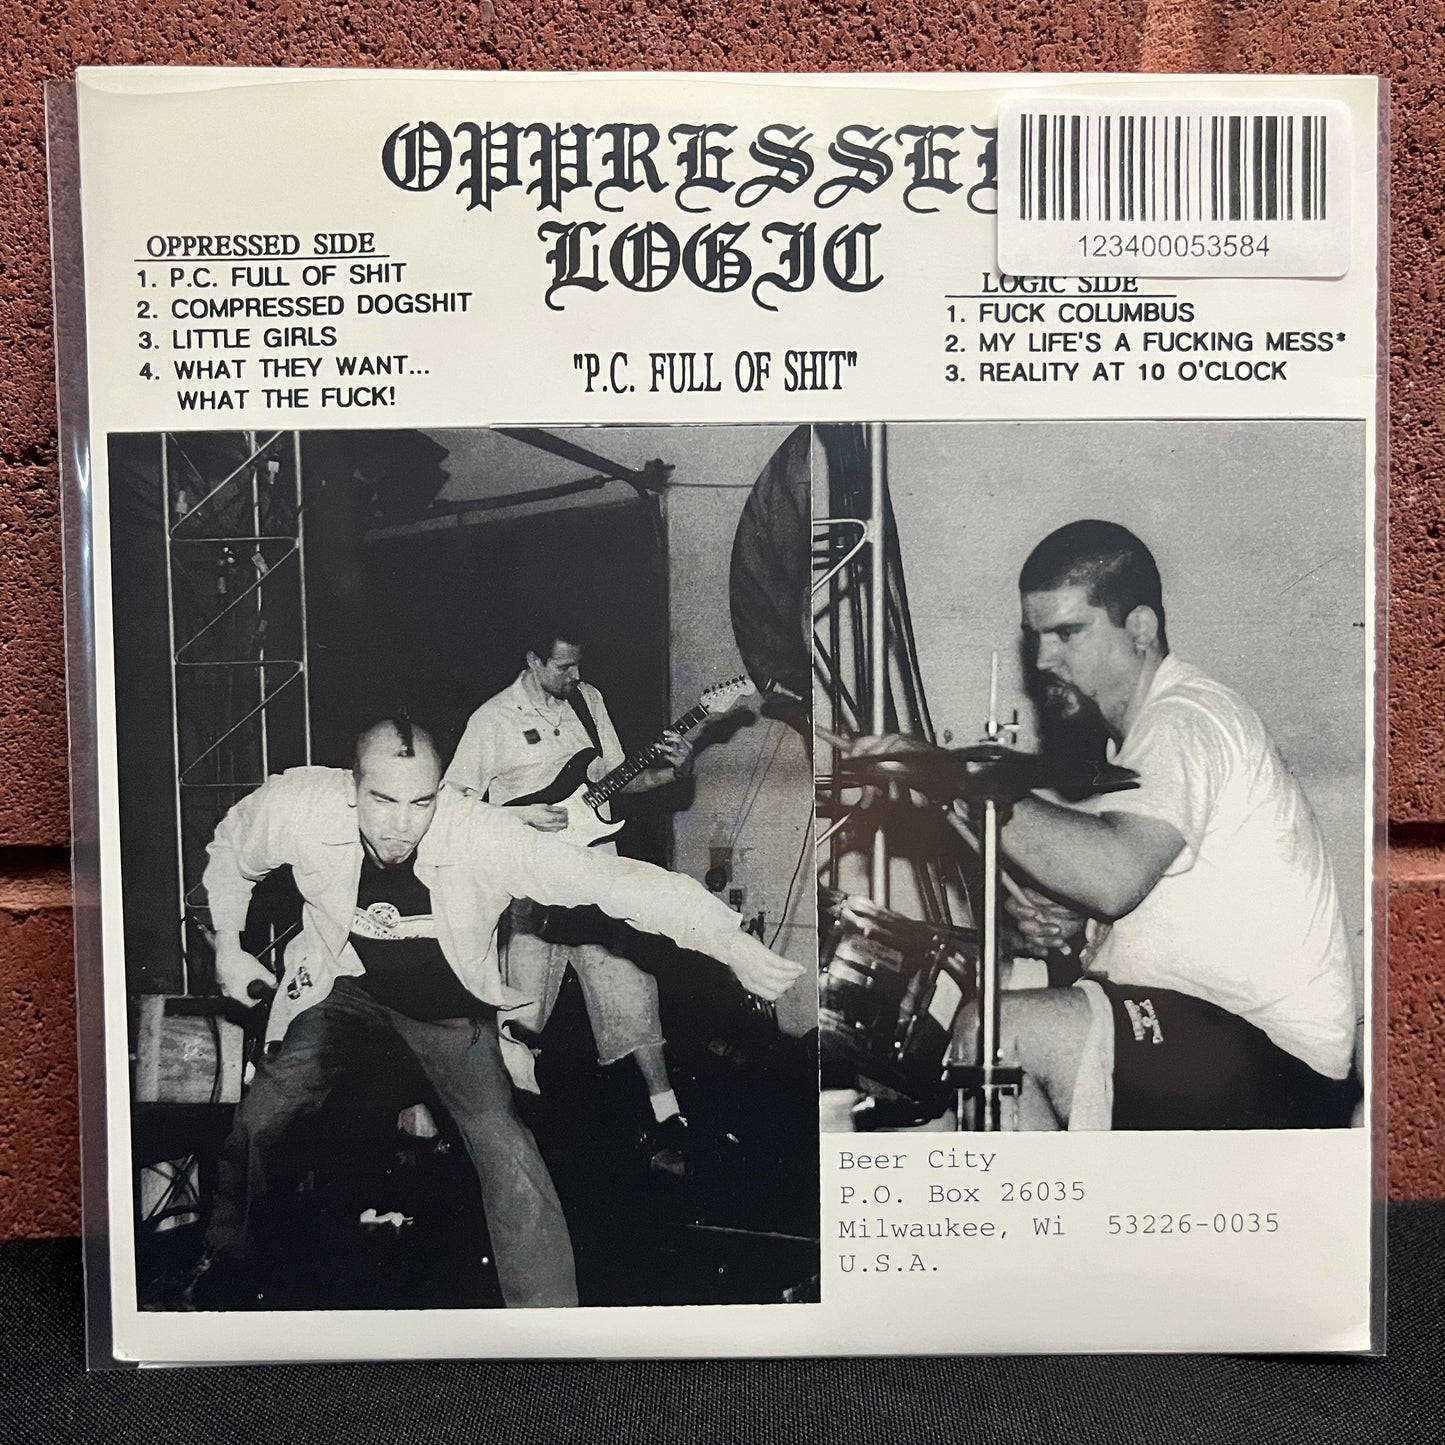 OPPRESSED
LOGIC
123400053584
OPPRESSED SIDE
1. P.C. FULL OF SHIT
2. COMPRESSED DOGSHIT
3. LITTLE GIRLS
4. WHAT THEY WANT...
WHAT THE FUCK!
"P.C. FULL OF SHIT"
LOGIC SIDE
1. FUCK COLUMBUS
2. MY LIFE'S A FUCKING MESS*
3. REALITY AT 10 O'CLOCK
Beer City
P.O. Box 26035
Milwaukee, Wi 53226-0035
U.S.A.